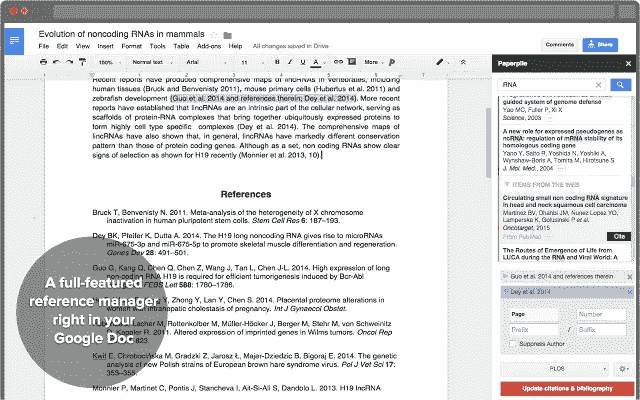 Evolution of noncoding RNAs in mammals
File Edit View Insert Format Tools Table Add-ons Help All changes saved in Drive
Comments
Share
100% Normal text Arial 11 B I U A More
Recent reports have produced comprehensive maps of lincRNAs in vertebrates, including
human tissues (Bruck and Benvenisty 2011), mouse primary cells (Hubertus et al. 2011) and
zebrafish development (Guo et al. 2014 and references therein; Dey et al. 2014). More recent
reports have established that lincRNAs are an intrinsic part of the cellular network, serving as
scaffolds of protein-RNA complexes that bring together ubiquitously expressed proteins to
form highly cell type specific complexes (Dey et al. 2014). The comprehensive maps of
lincRNAs have also shown that, in general, lincRNAs have markedly different conservation
pattern than those of protein coding genes. Although as a set, non coding RNAs show clear
signs of selection as shown for H19 recently (Monnier et al. 2013, 10).
References
Bruck T, Benvenisty N. 2011. Meta-analysis of the heterogeneity of X chromosome
inactivation in human pluripotent stem cells. Stem Cell Res 6: 187–193.
Dey BK, Pfeifer K, Dutta A. 2014. The H19 long noncoding RNA gives rise to microRNAs
miR-675-3p and miR-675-5p to promote skeletal muscle differentiation and regeneration.
Genes Dev 28: 491–501.
Guo G, Kang Q, Chen Q, Chen Z, Wang J, Tan L, Chen J-L. 2014. High expression of long
non-coding RNA H19 is required for efficient tumorigenesis induced by Bcr-Abl
FEBS Lett 588: 1780–1786.
Zhong Y, Lan Y, Chen S. 2014. Placental proteome alterations in
women with intrahepatic cholestasis of pregnancy. Int J Gynaecol Obstet.
Rottenkolber M, Müller-Höcker J, Berger M, Stehr M, von Schweinitz
D, Kappler R. 2011. Altered expression of imprinted genes in Wilms tumors. Oncol Rep
Kwit E, Chrobocińska M, Gradzki Z, Jarosz Ł, Majer-Dziedzic B, Bigoraj E. 2014. The genetic
analysis of new Polish strains of European brown hare syndrome virus. Pol J Vet Sci 17:
353–355.
Monnier P, Martinet C, Pontis J, Stancheva I, Ait-Si-Ali S, Dandolo L. 2013. H19 lncRNA
A full-featured
reference manager
right in your
Google Doc
Paperpile
RNA
guided system of genome defense
Yao MC, Fuller P, Xi X
Science, 2003
A new role for expressed pseudogenes as
ncRNA: regulation of mRNA stability of its
homologous coding gene
Yano Y, Saito R, Yoshida N, Yoshiki A,
Wynshaw-Boris A, Tomita M, Hirotsune S
J. Mol. Med., 2004
ITEMS FROM THE WEB
Circulating small non coding RNA signature
in head and neck squamous cell carcinoma
Martinez BV, Dhahbi JM, Nunez Lopez YO,
Lamperska K, Golusinski P et al.
Oncotarget, 2015
From PubMed
Cite
The Routes of Emergence of Life from
LUCA during the RNA and Viral World: A
Guo et al. 2014 and references therein
Dey et al. 2014
Page Number
Prefix / Suffix
Suppress Author
PLOS
Update citations & bibliography